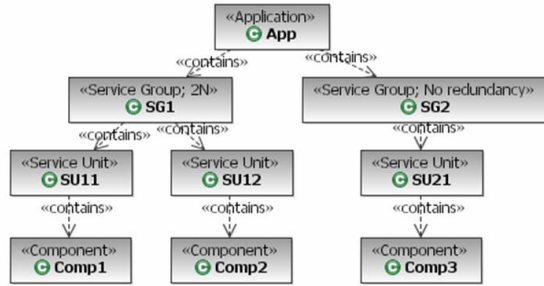 «Application»
C App
«contains»
«contains»
«Service Group; 2N»
C SG1
«Service Group; No redundancy»
C SG2
«contains»
«contains»
«contains»
«Service Unit»
C SU11
«Service Unit»
C SU12
«Service Unit»
C SU21
«contains»
«contains»
«contains»
«Component»
C Comp1
«Component»
C Comp2
«Component»
C Comp3